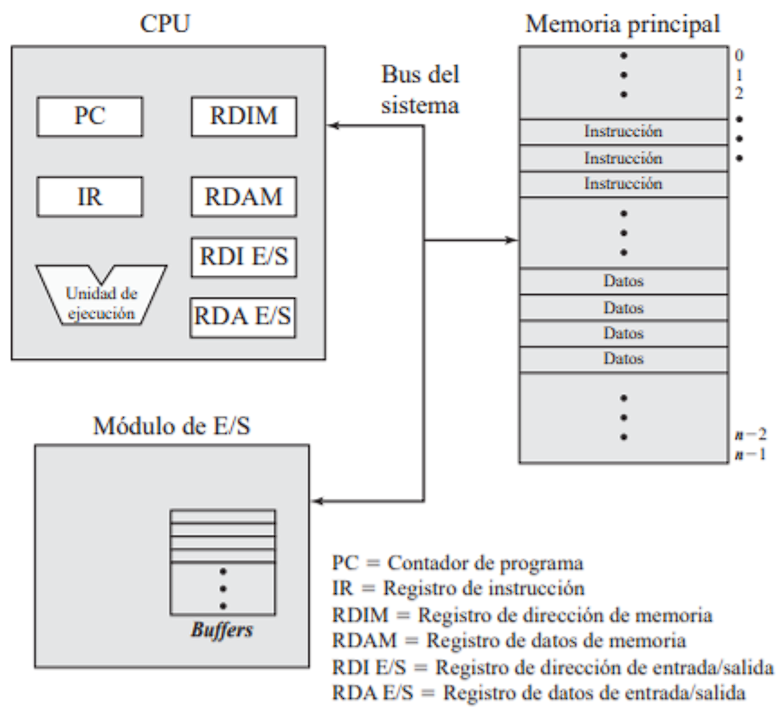 CPU
PC
RDIM
IR
RDAM
RDI E/S
Unidad de
ejecución
RDA E/S
Bus del
sistema
Memoria principal
0
1
2
Instrucción
Instrucción
Instrucción
Datos
Datos
Datos
Datos
n−2
n−1
Módulo de E/S
Buffers
PC = Contador de programa
IR = Registro de instrucción
RDIM = Registro de dirección de memoria
RDAM = Registro de datos de memoria
RDI E/S = Registro de dirección de entrada/salida
RDA E/S = Registro de datos de entrada/salida